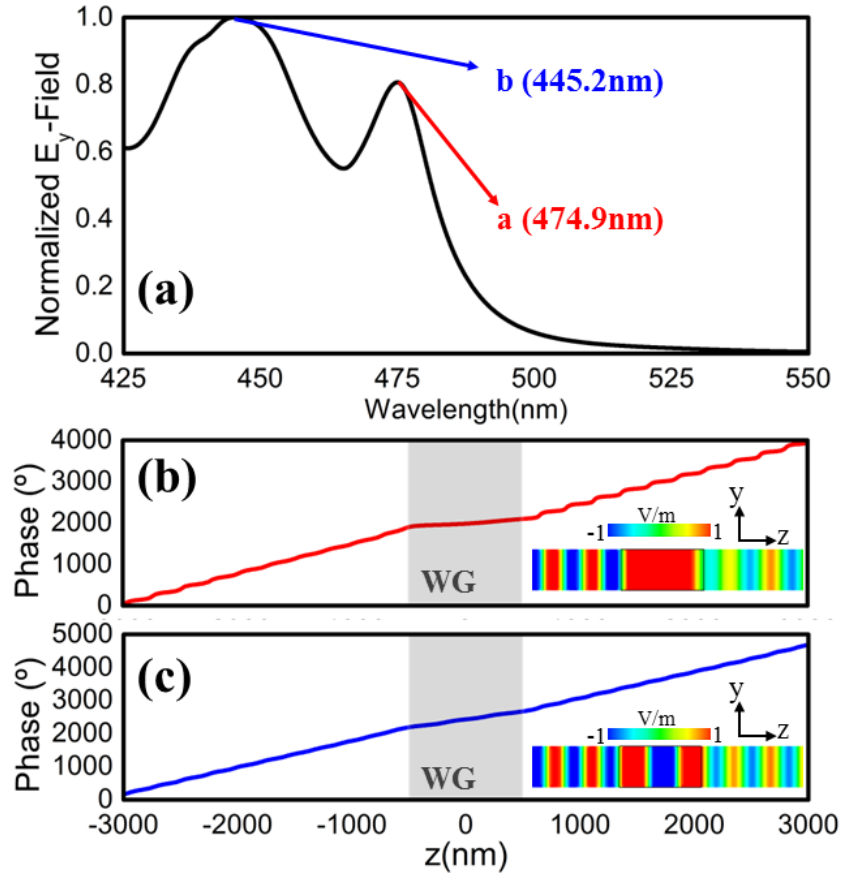 1.0
0.8
0.6
0.4
0.2
0.0
Normalized E_y-Field
b (445.2nm)
a (474.9nm)
(a)
425 450 475 500 525 550
Wavelength(nm)
4000
3000
2000
1000
0
Phase (º)
(b)
WG
V/m
-1 1
y
z
5000
4000
3000
2000
1000
0
Phase (º)
(c)
WG
V/m
-1 1
y
z
-3000 -2000 -1000 0 1000 2000 3000
z(nm)